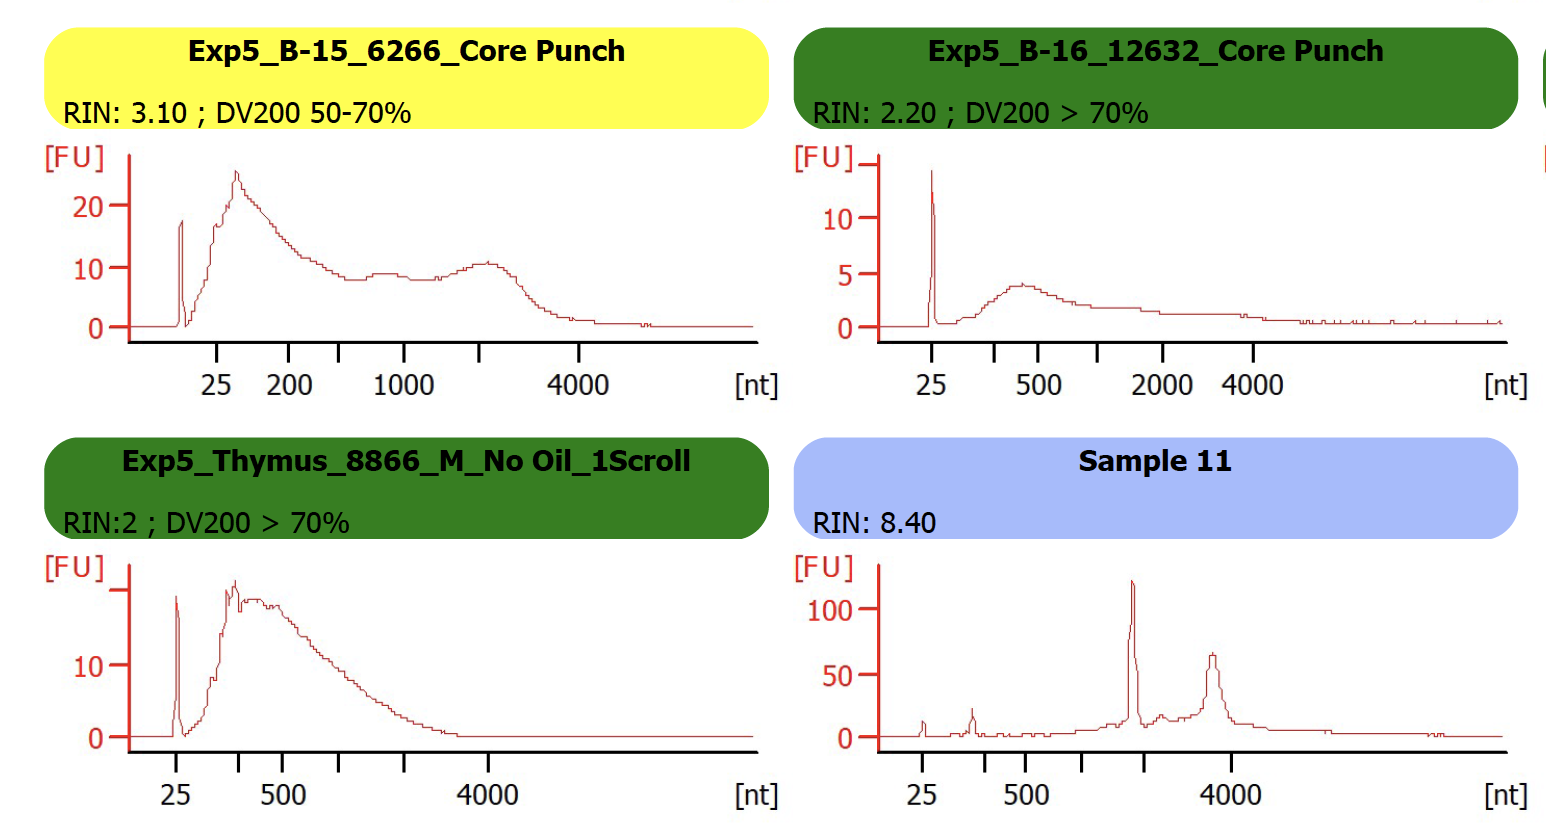 Exp5_B-15_6266_Core Punch
RIN: 3.10 ; DV200 50-70%
[FU]
20
10
0
25 200 1000 4000 [nt]
Exp5_B-16_12632_Core Punch
RIN: 2.20 ; DV200 > 70%
[FU]
10
5
0
25 500 2000 4000 [nt]
Exp5_Thymus_8866_M_No Oil_1Scroll
RIN:2 ; DV200 > 70%
[FU]
10
0
25 500 4000 [nt]
Sample 11
RIN: 8.40
[FU]
100
50
0
25 500 4000 [nt]